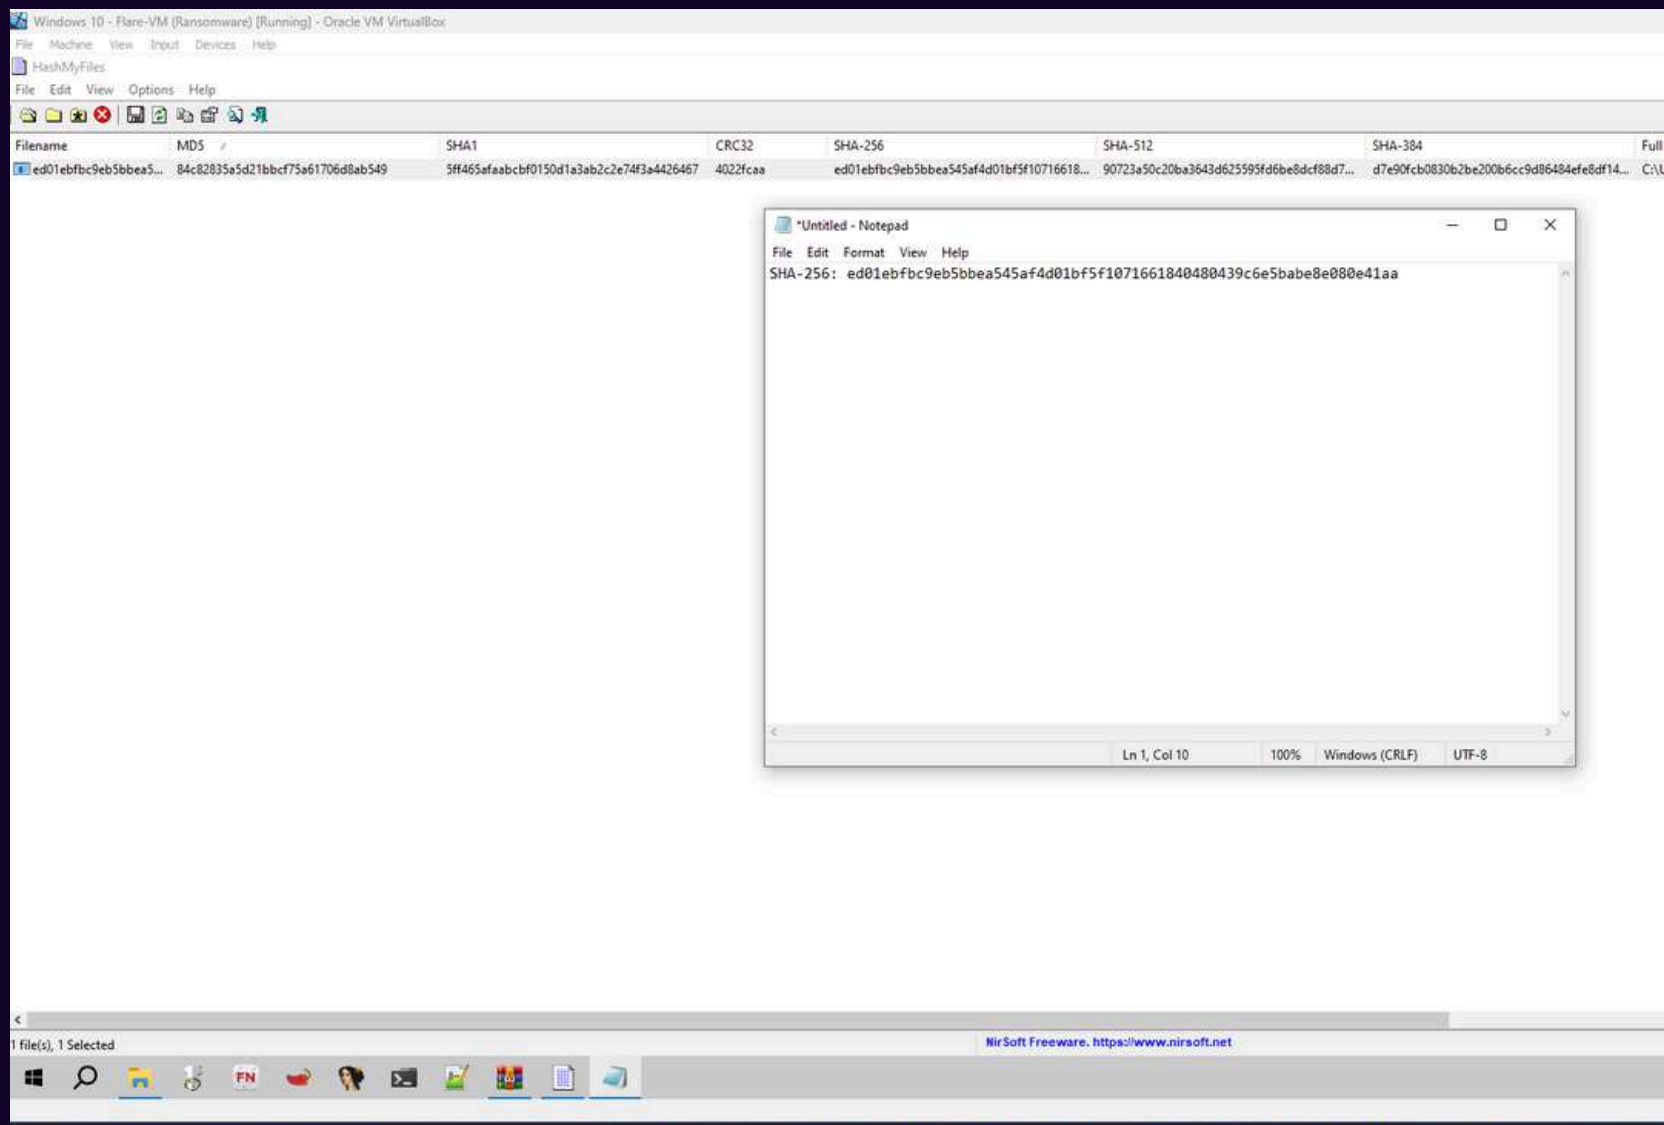 Windows 10 - Flare-VM (Ransomware) [Running] - Oracle VM VirtualBox
File Machine View Input Devices Help
HashMyFiles
File Edit View Options Help
Filename MD5 / SHA1 CRC32 SHA-256 SHA-512 SHA-384 Full
ed01ebfbc9eb5bbea5... 84c82835a5d21bbcf75a61706d8ab549 5ff465afaabcbf0150d1a3ab2c2e74f3a4426467 4022fcaa ed01ebfbc9eb5bbea545af4d01bf5f10716618... 90723a50c20ba3643d625595fd6be8dcf88d7... d7e90fcb0830b2be200b6cc9d86484efe8df14... C:\U
*Untitled - Notepad
File Edit Format View Help
SHA-256: ed01ebfbc9eb5bbea545af4d01bf5f1071661840480439c6e5babe8e080e41aa
Ln 1, Col 10 100% Windows (CRLF) UTF-8
1 file(s), 1 Selected
NirSoft Freeware. https://www.nirsoft.net
FN